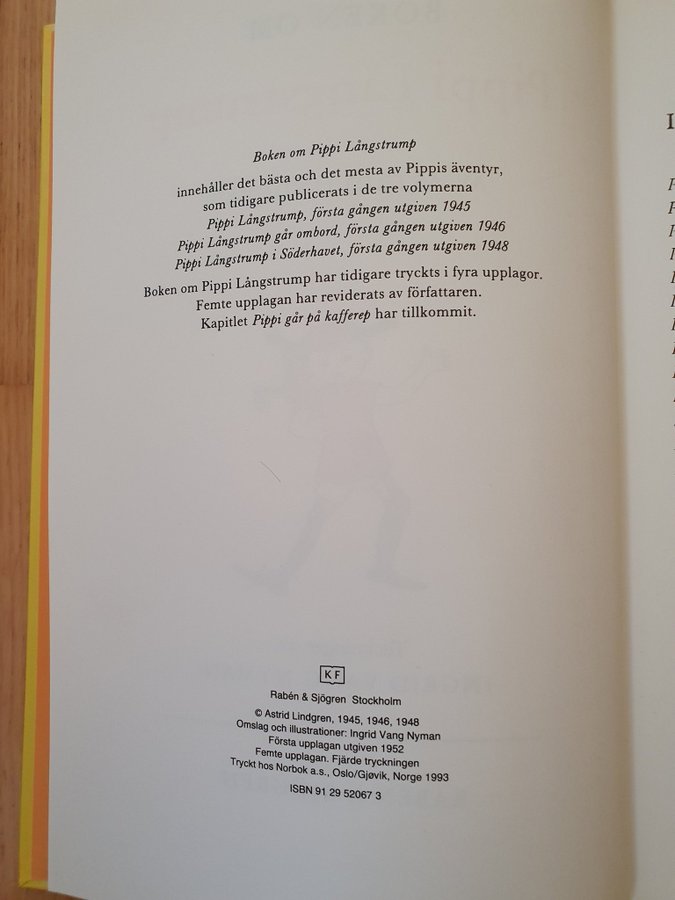 Boken om Pippi Långstrump
innehåller det bästa och det mesta av Pippis äventyr,
som tidigare publicerats i de tre volymerna
Pippi Långstrump, första gången utgiven 1945
Pippi Långstrump går ombord, första gången utgiven 1946
Pippi Långstrump i Söderhavet, första gången utgiven 1948
Boken om Pippi Långstrump har tidigare tryckts i fyra upplagor.
Femte upplagan har reviderats av författaren.
Kapitlet Pippi går på kafferep har tillkommit.
KF
Rabén & Sjögren Stockholm
© Astrid Lindgren, 1945, 1946, 1948
Omslag och illustrationer: Ingrid Vang Nyman
Första upplagan utgiven 1952
Femte upplagan. Fjärde tryckningen
Tryckt hos Norbok a.s., Oslo/Gjøvik, Norge 1993
ISBN 91 29 52067 3